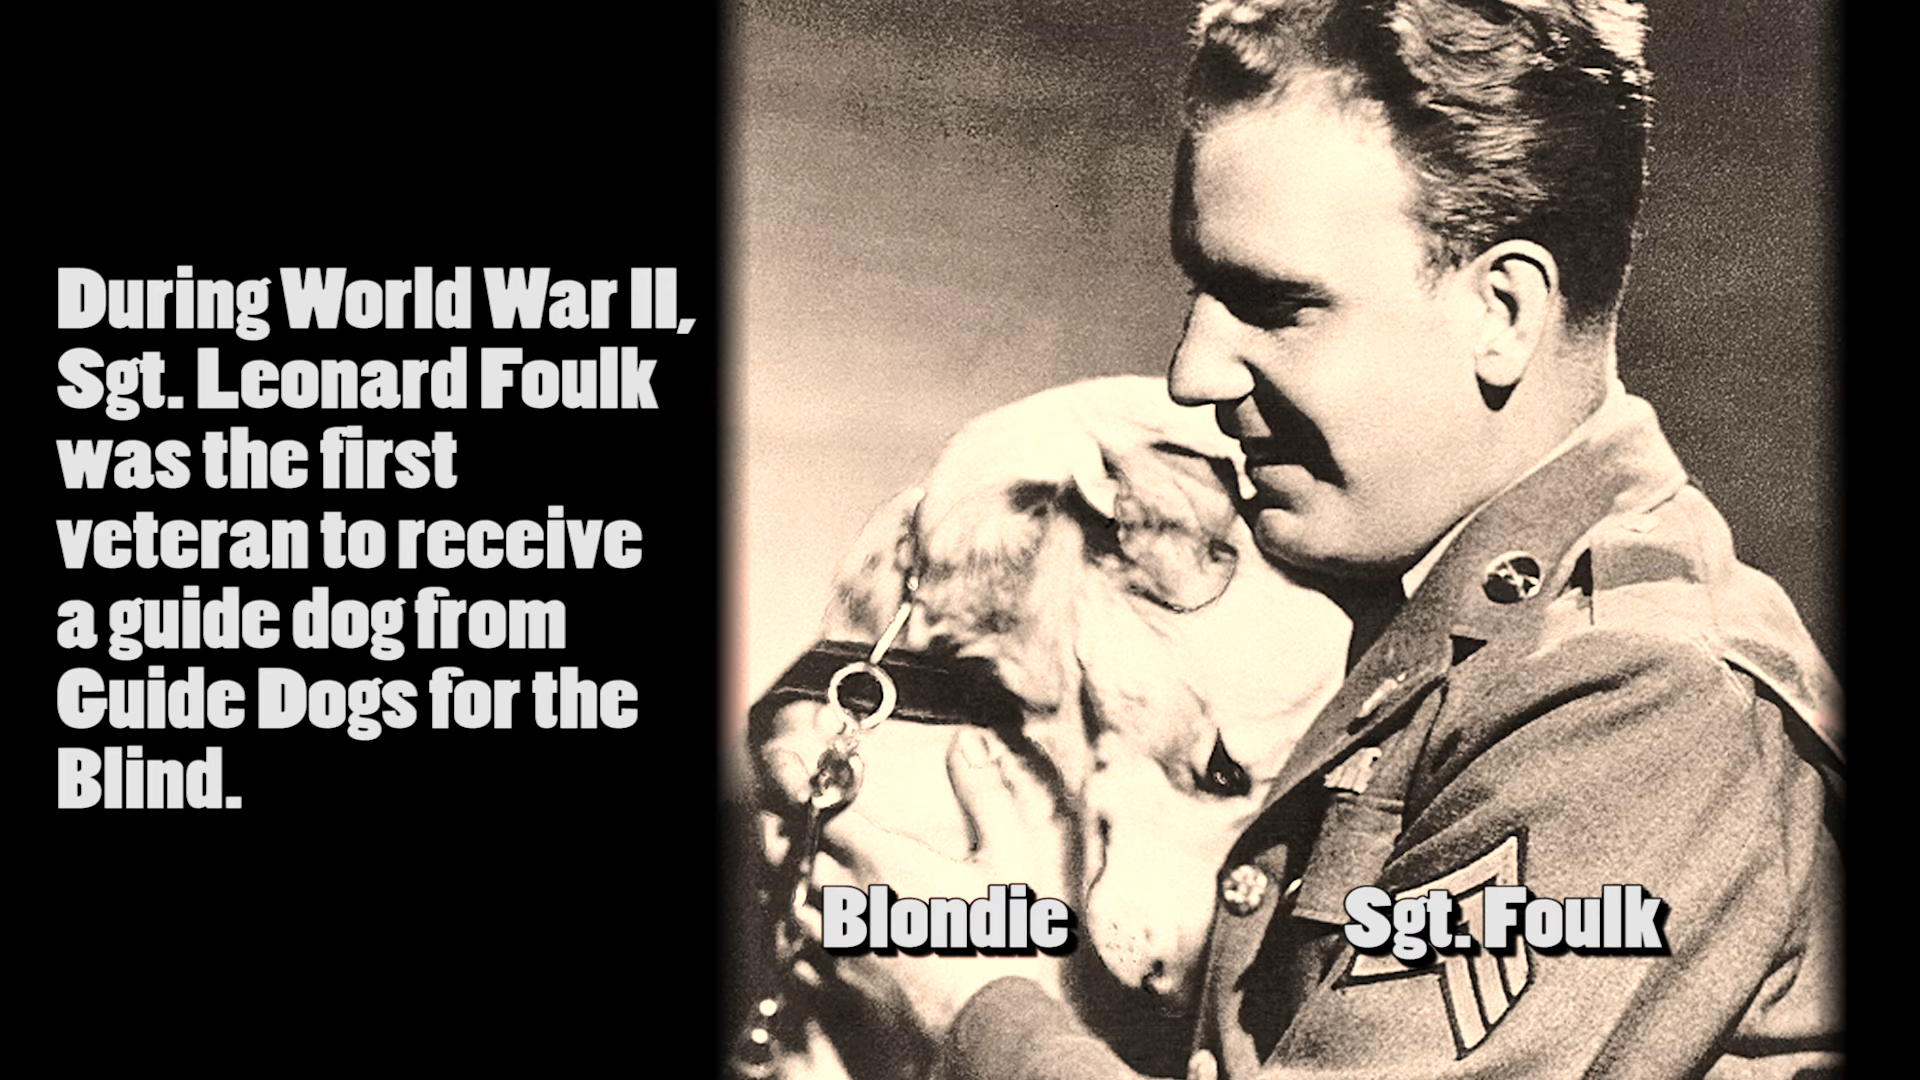 During World War II,
Sgt. Leonard Foulk
was the first
veteran to receive
a guide dog from
Guide Dogs for the
Blind.
Blondie
Sgt. Foulk